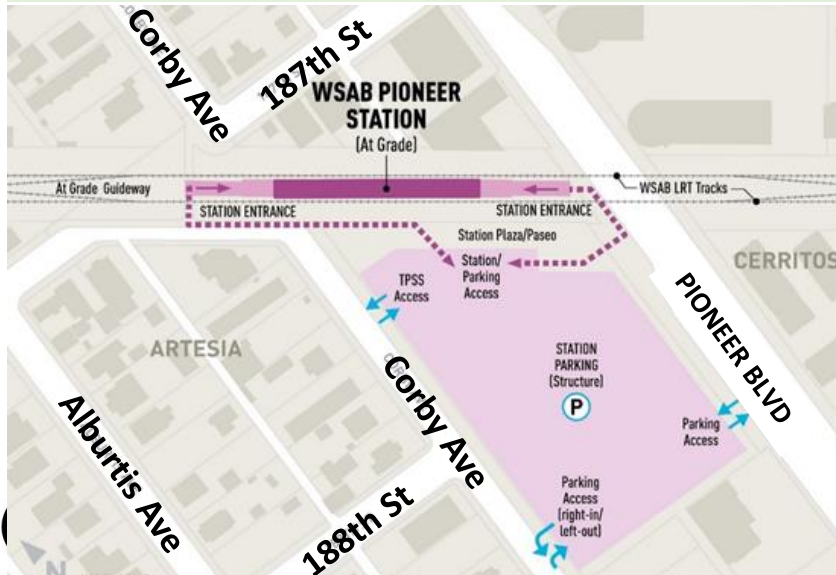 Corby Ave
187th St
WSAB PIONEER
STATION
(At Grade)
At Grade Guideway
WSAB LRT Tracks
STATION ENTRANCE
STATION ENTRANCE
Station Plaza/Paseo
Station/
Parking
Access
TPSS
Access
CERRITOS
PIONEER BLVD
ARTESIA
STATION
PARKING
(Structure)
P
Corby Ave
Parking
Access
Alburtis Ave
Parking
Access
(right-in/
left-out)
188th St
N